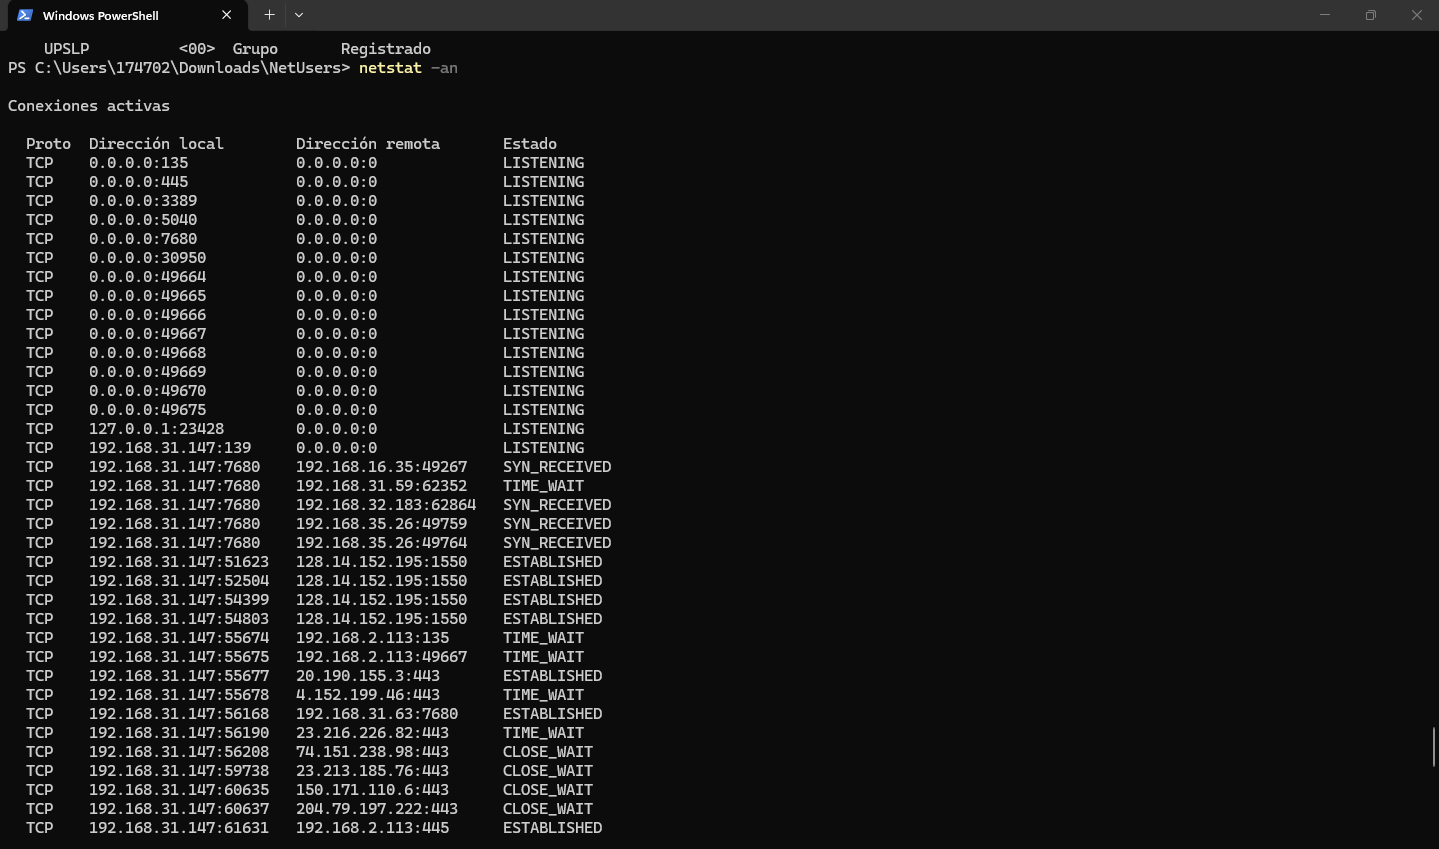 Windows PowerShell
UPSLP <00> Grupo Registrado
PS C:\Users\174702\Downloads\NetUsers> netstat -an
Conexiones activas
Proto Dirección local Dirección remota Estado
TCP 0.0.0.0:135 0.0.0.0:0 LISTENING
TCP 0.0.0.0:445 0.0.0.0:0 LISTENING
TCP 0.0.0.0:3389 0.0.0.0:0 LISTENING
TCP 0.0.0.0:5040 0.0.0.0:0 LISTENING
TCP 0.0.0.0:7680 0.0.0.0:0 LISTENING
TCP 0.0.0.0:30950 0.0.0.0:0 LISTENING
TCP 0.0.0.0:49664 0.0.0.0:0 LISTENING
TCP 0.0.0.0:49665 0.0.0.0:0 LISTENING
TCP 0.0.0.0:49666 0.0.0.0:0 LISTENING
TCP 0.0.0.0:49667 0.0.0.0:0 LISTENING
TCP 0.0.0.0:49668 0.0.0.0:0 LISTENING
TCP 0.0.0.0:49669 0.0.0.0:0 LISTENING
TCP 0.0.0.0:49670 0.0.0.0:0 LISTENING
TCP 0.0.0.0:49675 0.0.0.0:0 LISTENING
TCP 127.0.0.1:23428 0.0.0.0:0 LISTENING
TCP 192.168.31.147:139 0.0.0.0:0 LISTENING
TCP 192.168.31.147:7680 192.168.16.35:49267 SYN_RECEIVED
TCP 192.168.31.147:7680 192.168.31.59:62352 TIME_WAIT
TCP 192.168.31.147:7680 192.168.32.183:62864 SYN_RECEIVED
TCP 192.168.31.147:7680 192.168.35.26:49759 SYN_RECEIVED
TCP 192.168.31.147:7680 192.168.35.26:49764 SYN_RECEIVED
TCP 192.168.31.147:51623 128.14.152.195:1550 ESTABLISHED
TCP 192.168.31.147:52504 128.14.152.195:1550 ESTABLISHED
TCP 192.168.31.147:54399 128.14.152.195:1550 ESTABLISHED
TCP 192.168.31.147:54803 128.14.152.195:1550 ESTABLISHED
TCP 192.168.31.147:55674 192.168.2.113:135 TIME_WAIT
TCP 192.168.31.147:55675 192.168.2.113:49667 TIME_WAIT
TCP 192.168.31.147:55677 20.190.155.3:443 ESTABLISHED
TCP 192.168.31.147:55678 4.152.199.46:443 TIME_WAIT
TCP 192.168.31.147:56168 192.168.31.63:7680 ESTABLISHED
TCP 192.168.31.147:56190 23.216.226.82:443 TIME_WAIT
TCP 192.168.31.147:56208 74.151.238.98:443 CLOSE_WAIT
TCP 192.168.31.147:59738 23.213.185.76:443 CLOSE_WAIT
TCP 192.168.31.147:60635 150.171.110.6:443 CLOSE_WAIT
TCP 192.168.31.147:60637 204.79.197.222:443 CLOSE_WAIT
TCP 192.168.31.147:61631 192.168.2.113:445 ESTABLISHED